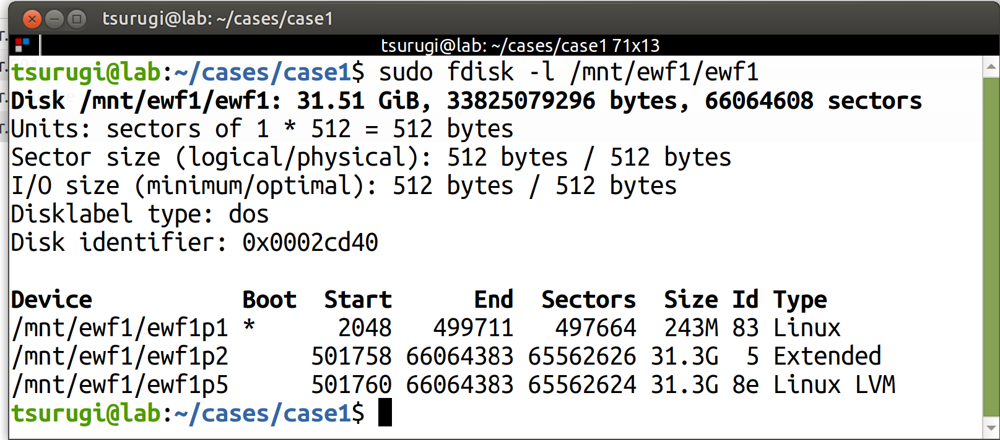 tsurugi@lab: ~/cases/case1
tsurugi@lab: ~/cases/case1 71x13
tsurugi@lab:~/cases/case1$ sudo fdisk -l /mnt/ewf1/ewf1
Disk /mnt/ewf1/ewf1: 31.51 GiB, 33825079296 bytes, 66064608 sectors
Units: sectors of 1 * 512 = 512 bytes
Sector size (logical/physical): 512 bytes / 512 bytes
I/O size (minimum/optimal): 512 bytes / 512 bytes
Disklabel type: dos
Disk identifier: 0x0002cd40
Device Boot Start End Sectors Size Id Type
/mnt/ewf1/ewf1p1 * 2048 499711 497664 243M 83 Linux
/mnt/ewf1/ewf1p2 501758 66064383 65562626 31.3G 5 Extended
/mnt/ewf1/ewf1p5 501760 66064383 65562624 31.3G 8e Linux LVM
tsurugi@lab:~/cases/case1$